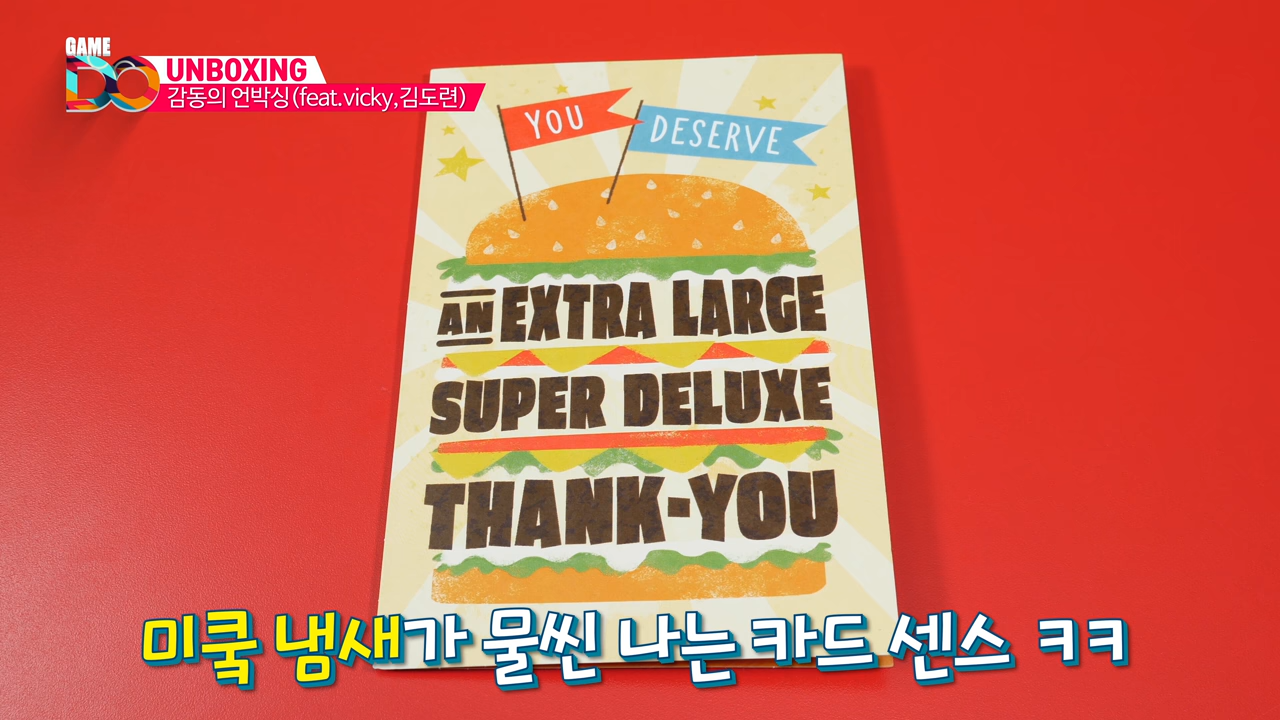 GAME
DO
UNBOXING
감동의 언박싱(feat.vicky,김도련)
YOU
DESERVE
AN EXTRA LARGE
SUPER DELUXE
THANK-YOU
미쿸 냄새가 물씬 나는 카드 센스 ㅋㅋ